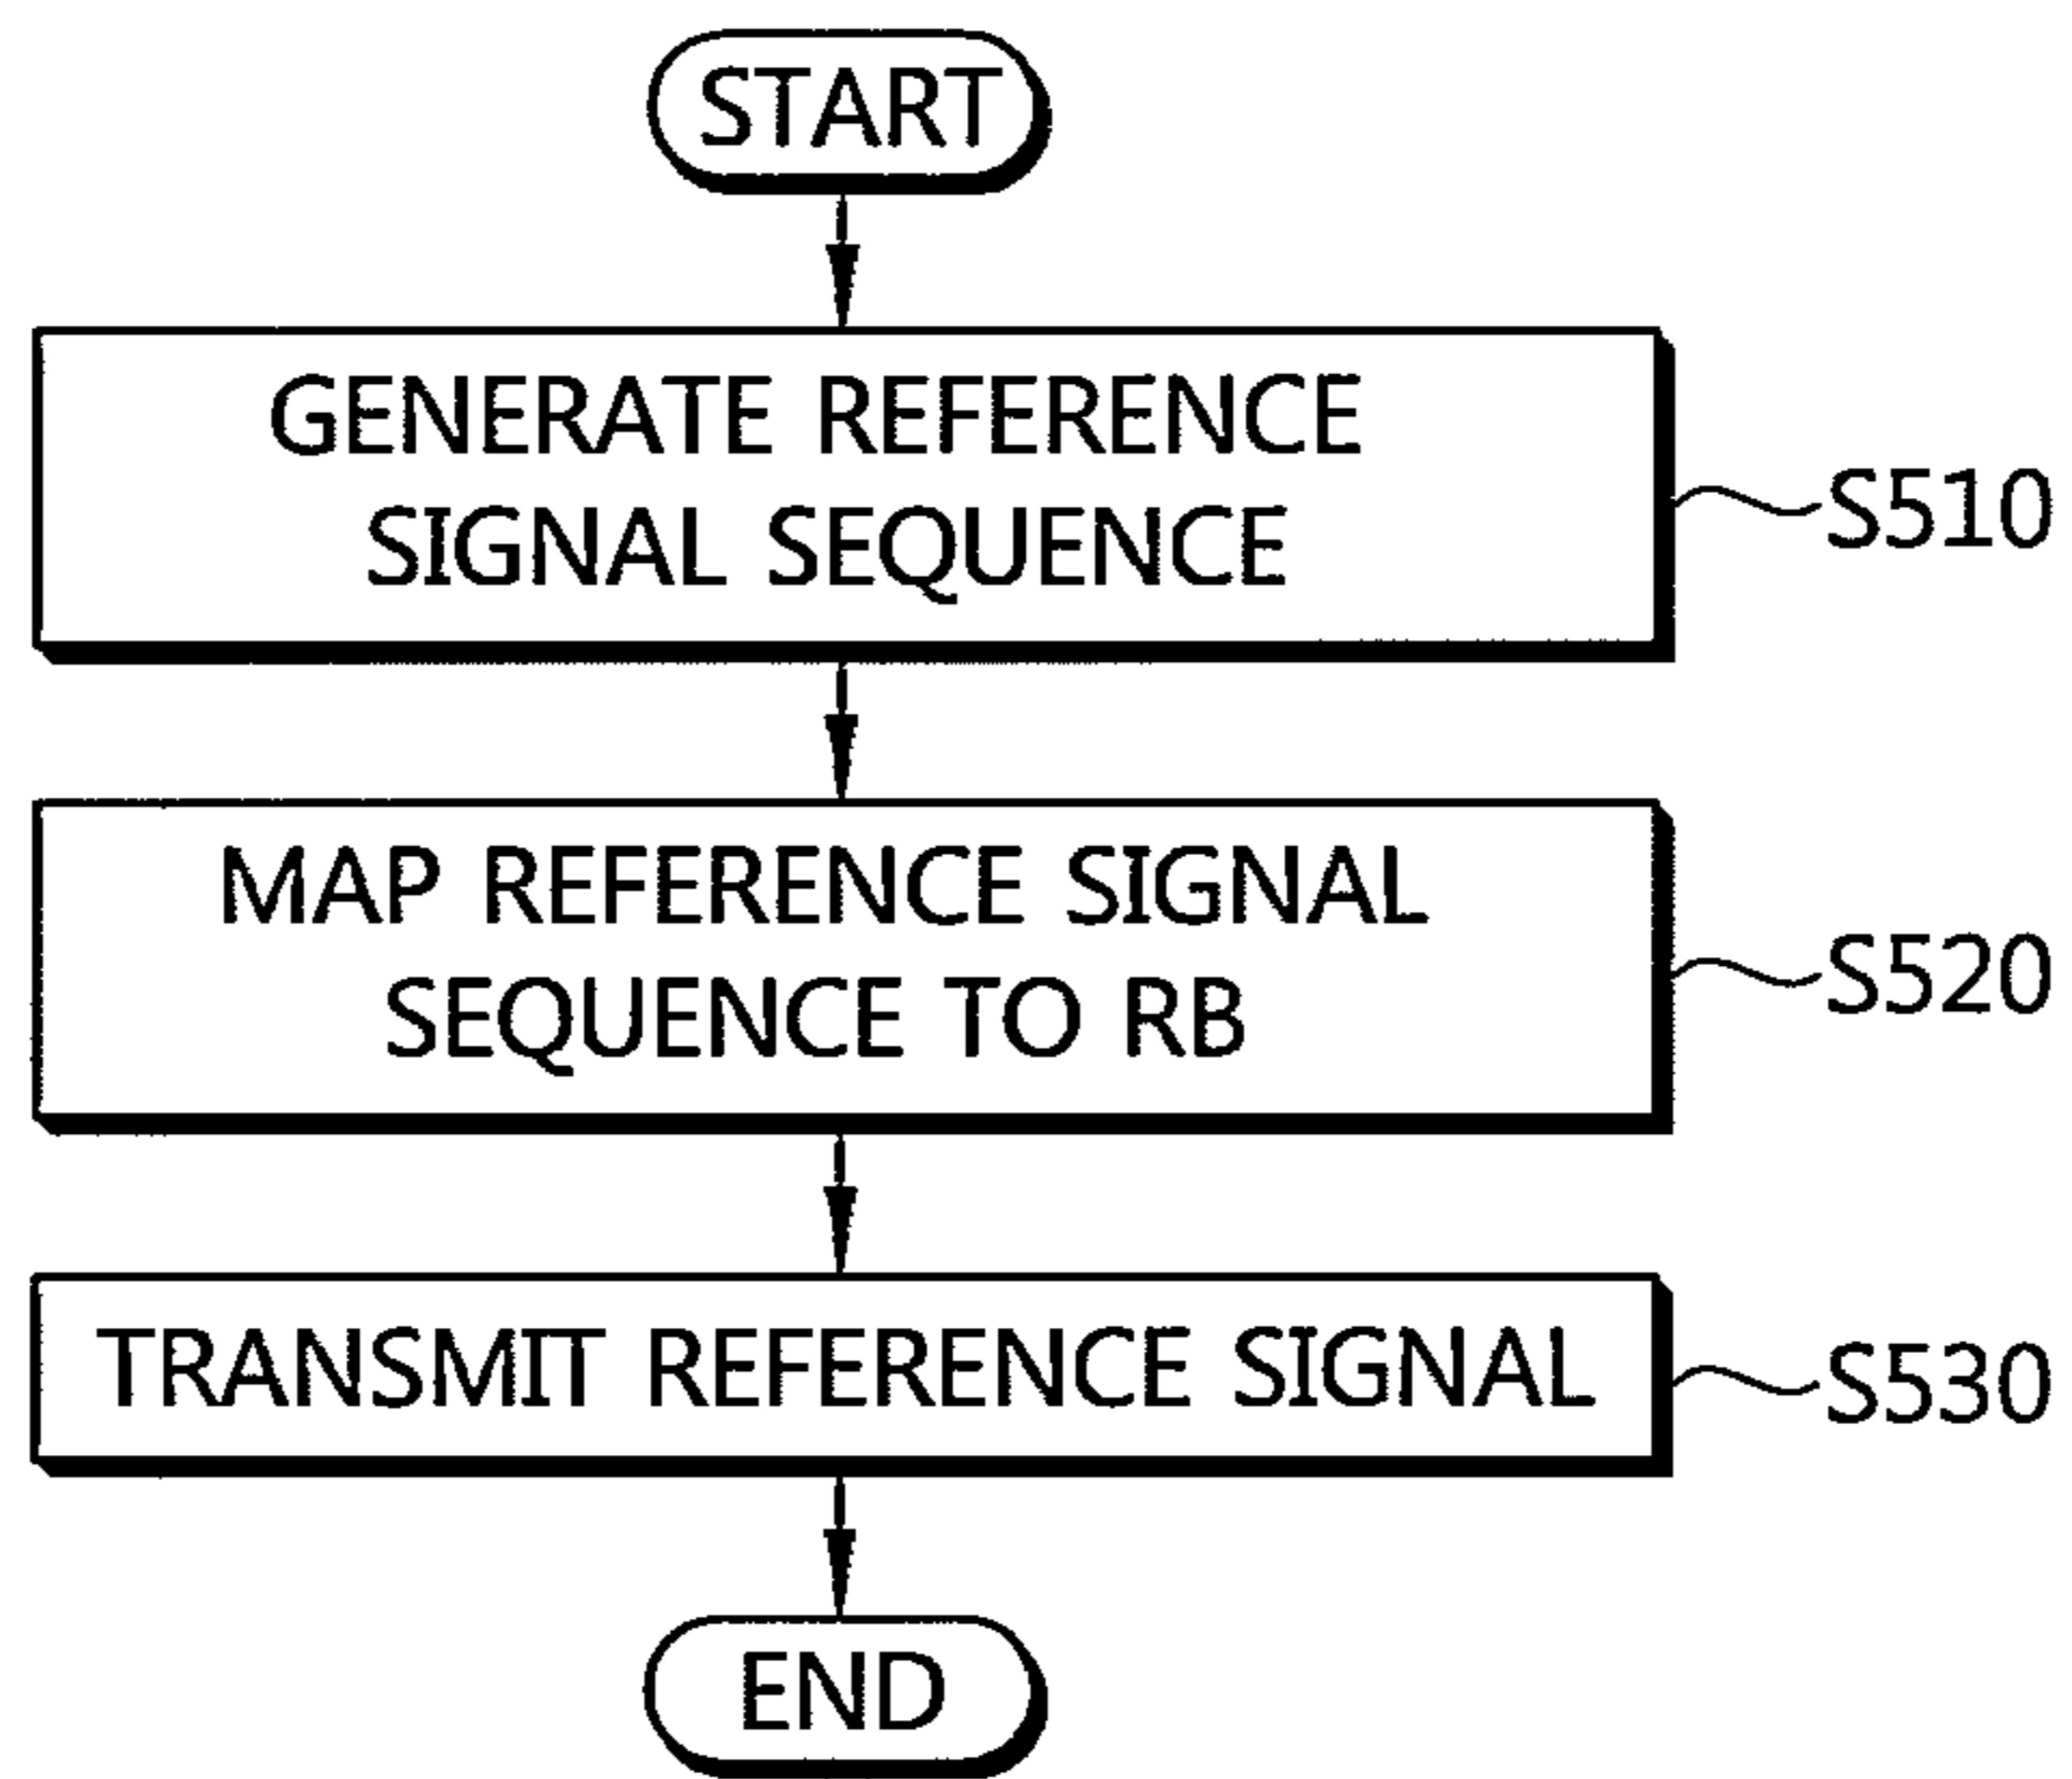 START
GENERATE REFERENCE
SIGNAL SEQUENCE
S510
MAP REFERENCE SIGNAL
SEQUENCE TO RB
S520
TRANSMIT REFERENCE SIGNAL
S530
END